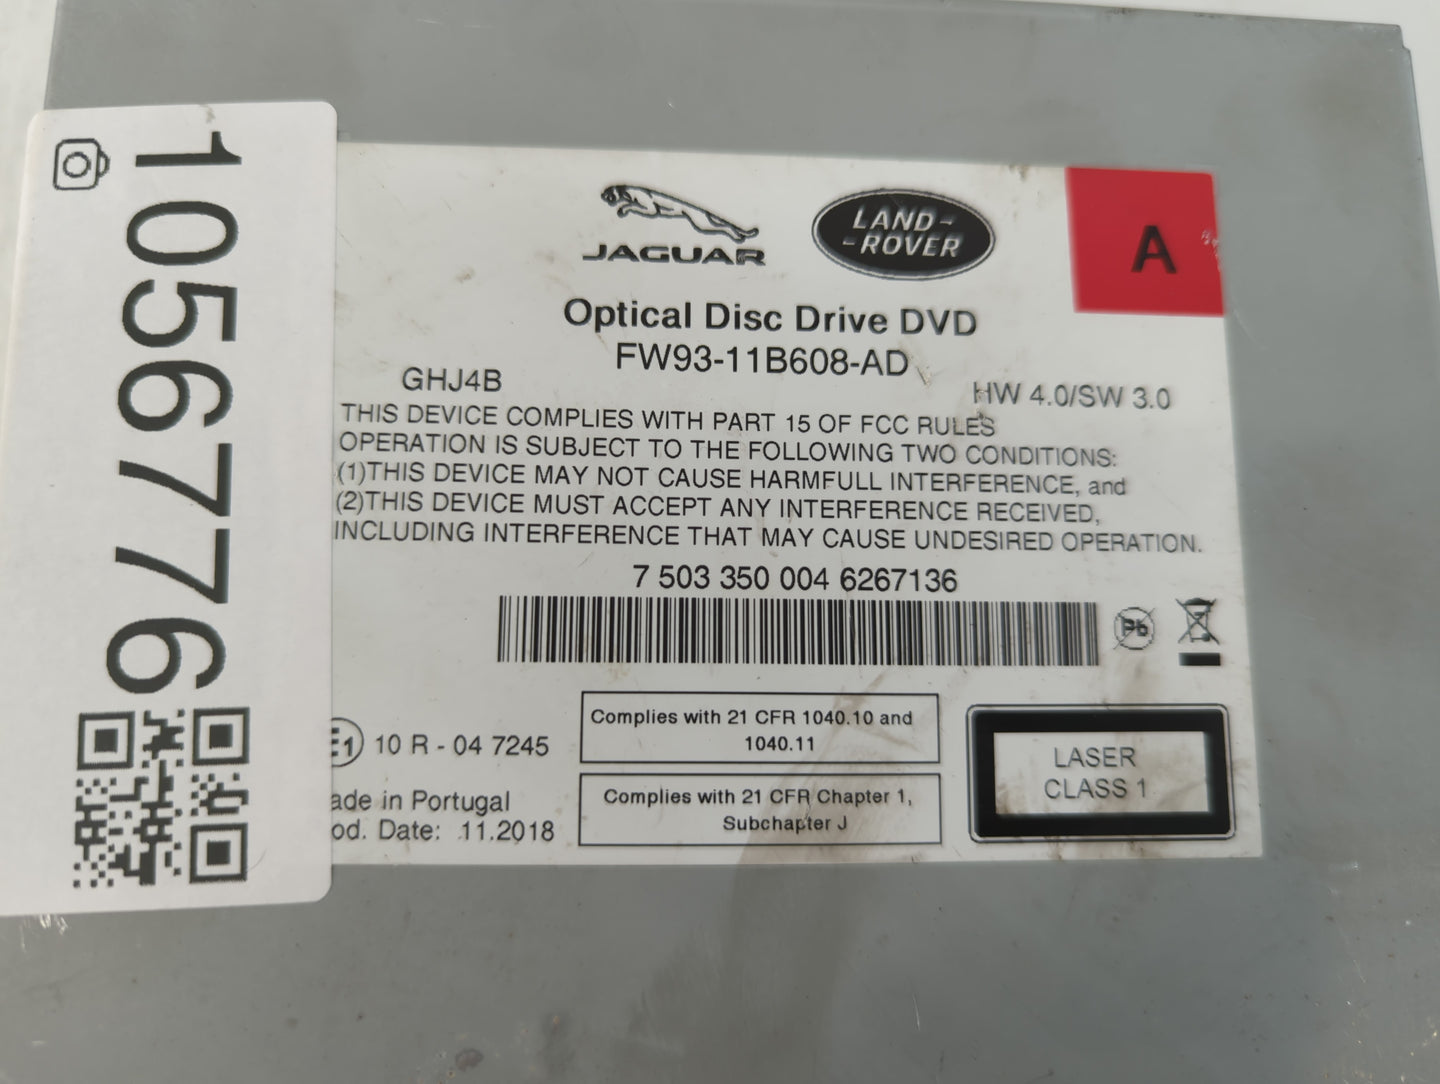 1056776
JAGUAR
LAND-
-ROVER
A
Optical Disc Drive DVD
FW93-11B608-AD
GHJ4B
HW 4.0/SW 3.0
THIS DEVICE COMPLIES WITH PART 15 OF FCC RULES
OPERATION IS SUBJECT TO THE FOLLOWING TWO CONDITIONS:
(1)THIS DEVICE MAY NOT CAUSE HARMFULL INTERFERENCE, and
(2)THIS DEVICE MUST ACCEPT ANY INTERFERENCE RECEIVED,
INCLUDING INTERFERENCE THAT MAY CAUSE UNDESIRED OPERATION.
7 503 350 004 6267136
Pb
E1 10 R - 04 7245
Complies with 21 CFR 1040.10 and
1040.11
LASER
CLASS 1
ade in Portugal
od. Date: 11.2018
Complies with 21 CFR Chapter 1,
Subchapter J